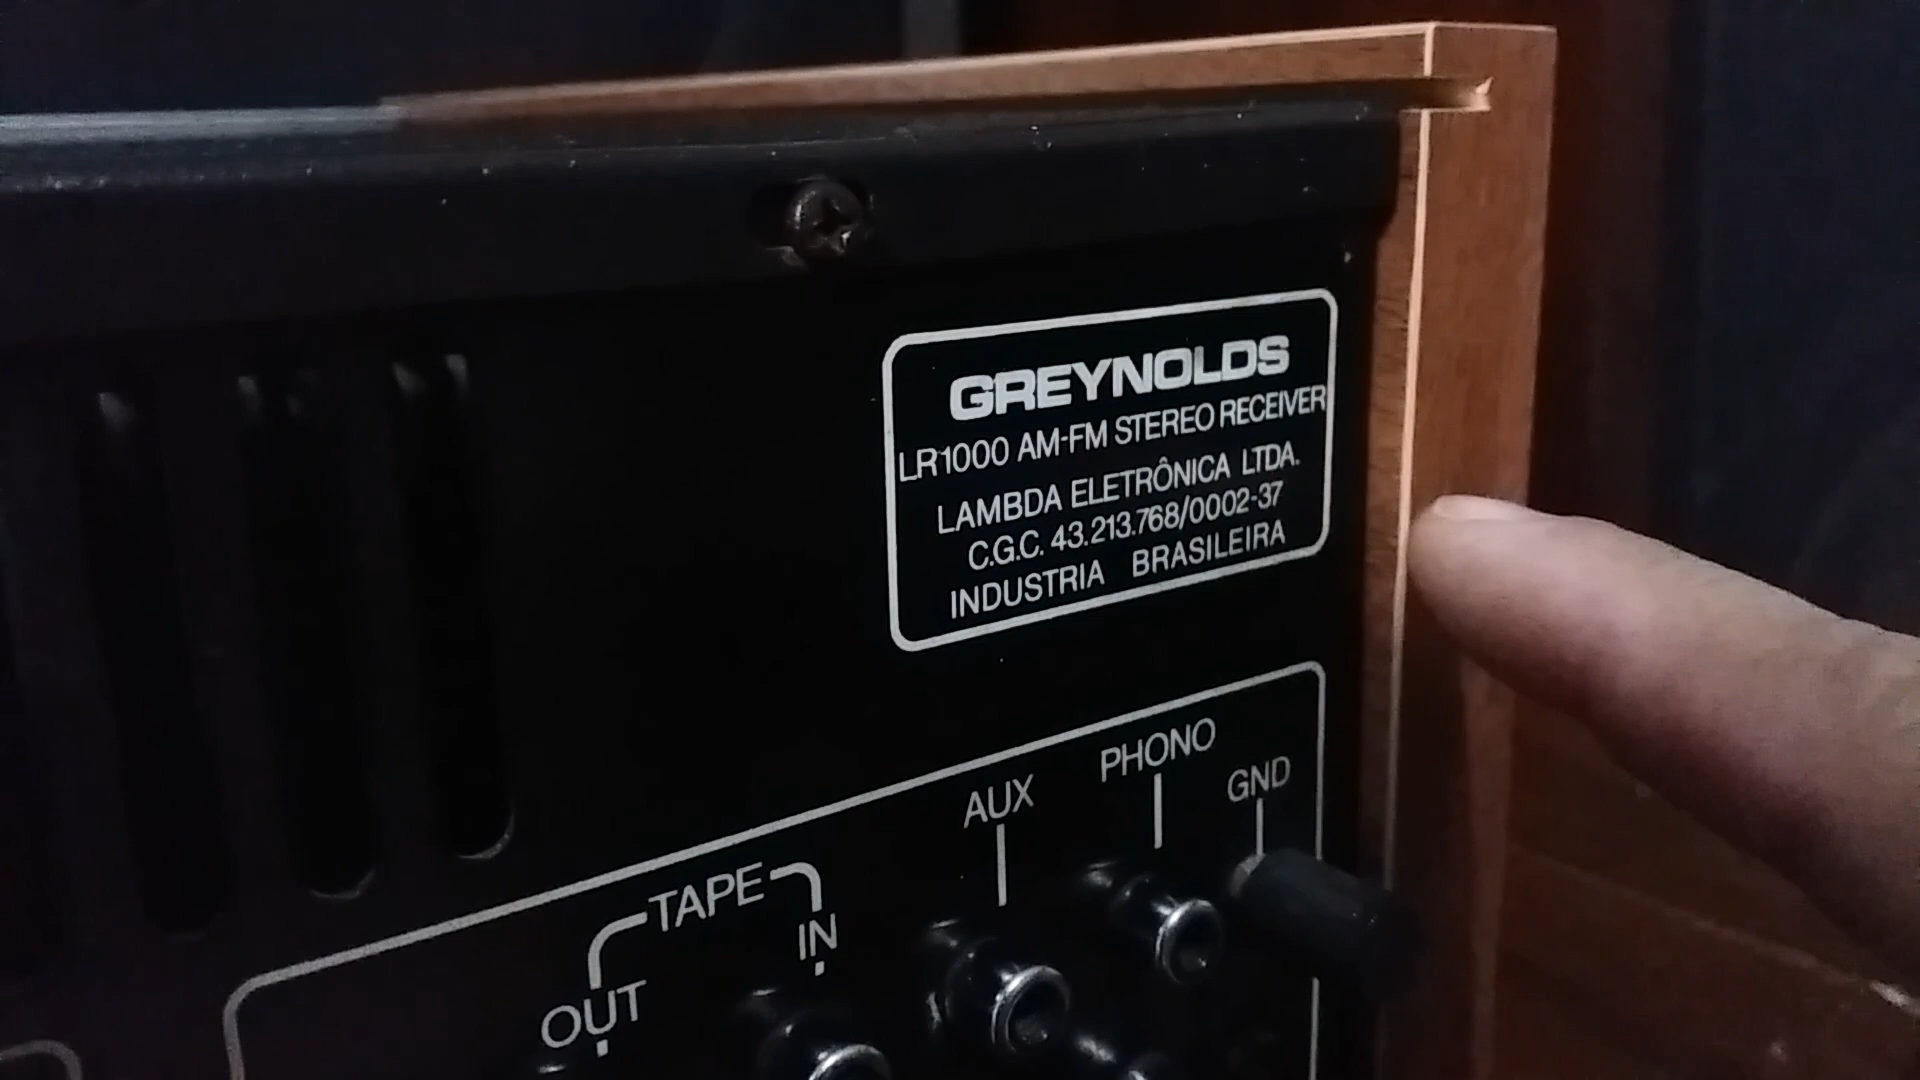 GREYNOLDS
LR1000 AM-FM STEREO RECEIVER
LAMBDA ELETRÔNICA LTDA.
C.G.C. 43.213.768/0002-37
INDUSTRIA BRASILEIRA
PHONO
GND
AUX
TAPE
IN
OUT